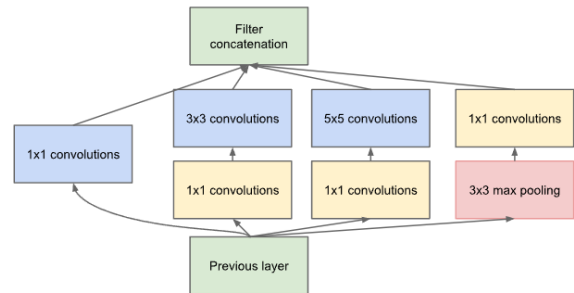 Filter
concatenation
3x3 convolutions
5x5 convolutions
1x1 convolutions
1x1 convolutions
1x1 convolutions
1x1 convolutions
3x3 max pooling
Previous layer